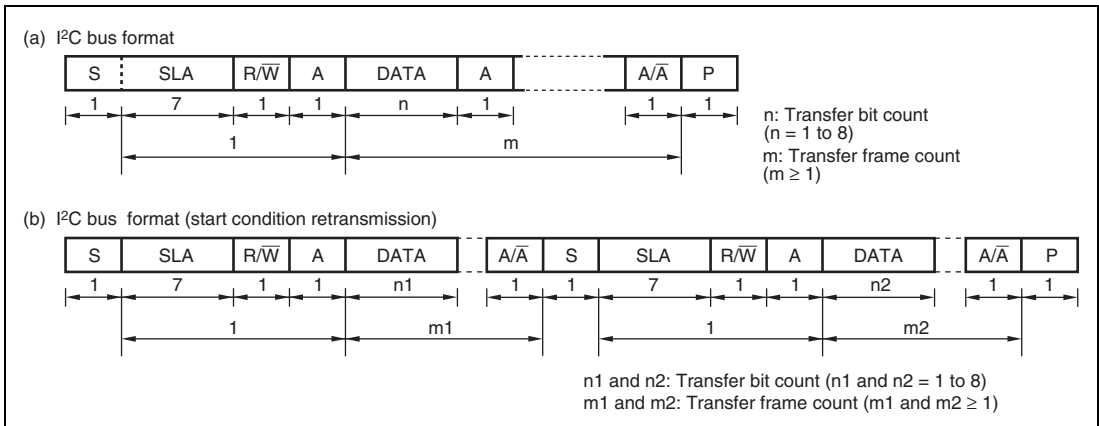 (a) I²C bus format
S SLA R/W̅ A DATA A A/A̅ P
1 7 1 1 n 1 1 1
1 m
n: Transfer bit count
(n = 1 to 8)
m: Transfer frame count
(m ≥ 1)
(b) I²C bus format (start condition retransmission)
S SLA R/W̅ A DATA A/A̅ S SLA R/W̅ A DATA A/A̅ P
1 7 1 1 n1 1 1 7 1 1 n2 1 1
1 m1 1 m2
n1 and n2: Transfer bit count (n1 and n2 = 1 to 8)
m1 and m2: Transfer frame count (m1 and m2 ≥ 1)